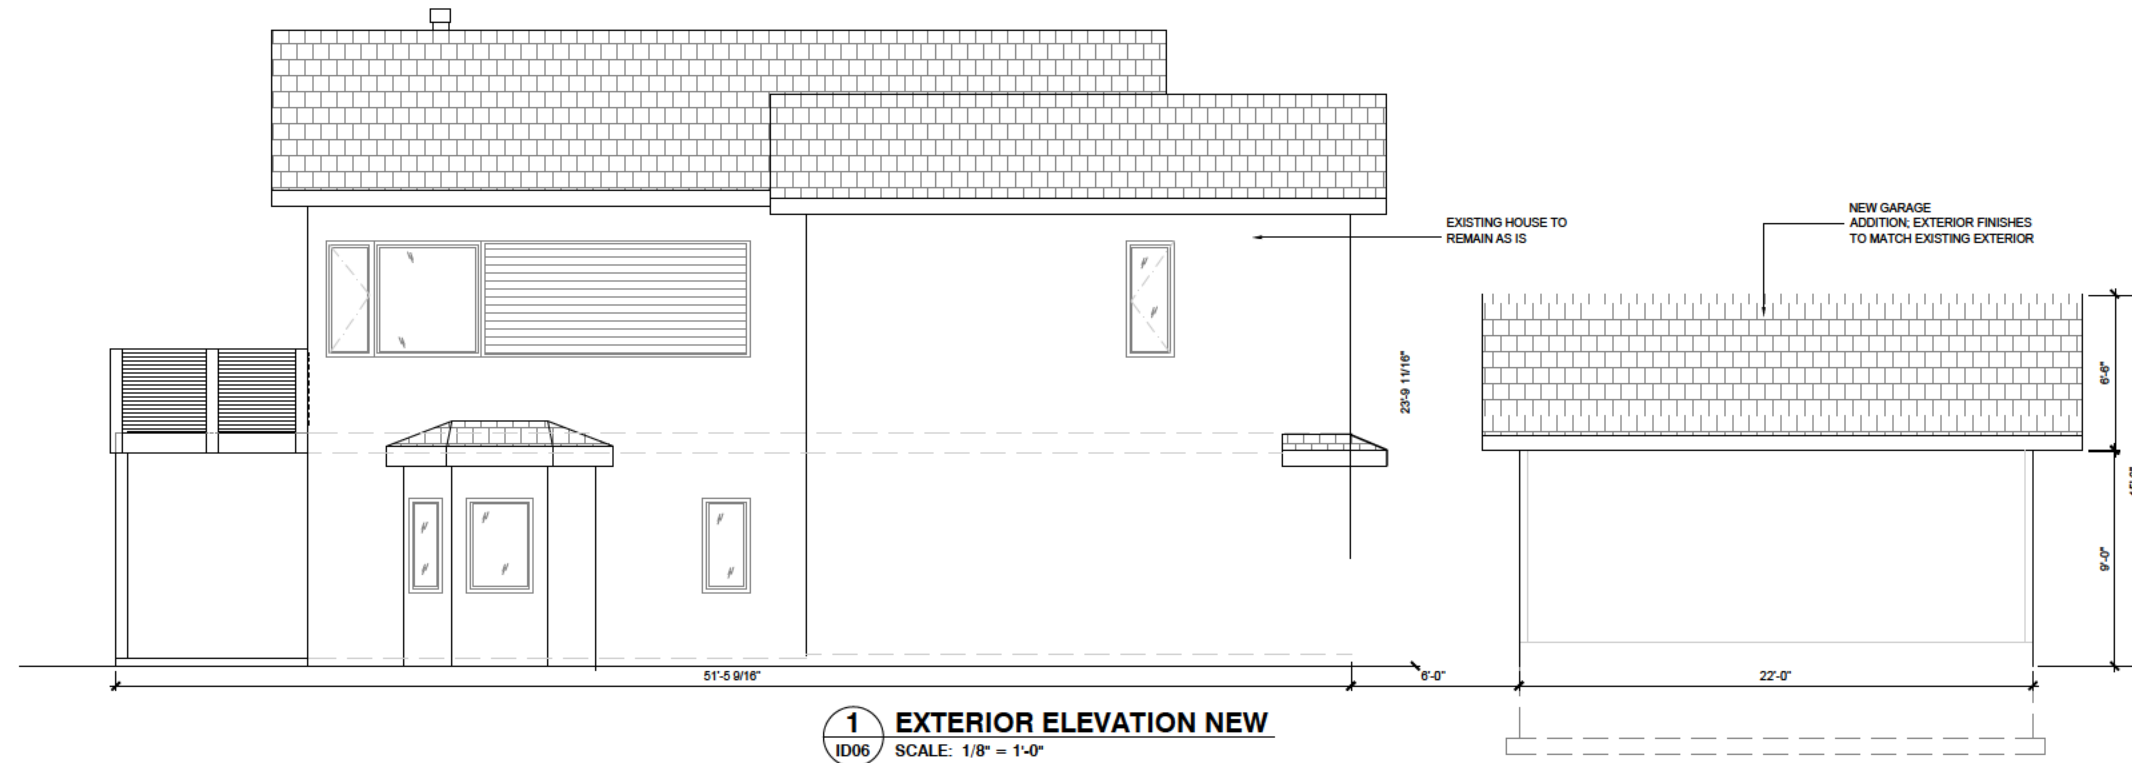 EXISTING HOUSE TO
REMAIN AS IS
NEW GARAGE
ADDITION; EXTERIOR FINISHES
TO MATCH EXISTING EXTERIOR
23'-9 11/16"
6'-6"
9'-0"
51'-5 9/16"
6'-0"
22'-0"
1
ID06
EXTERIOR ELEVATION NEW
SCALE: 1/8" = 1'-0"